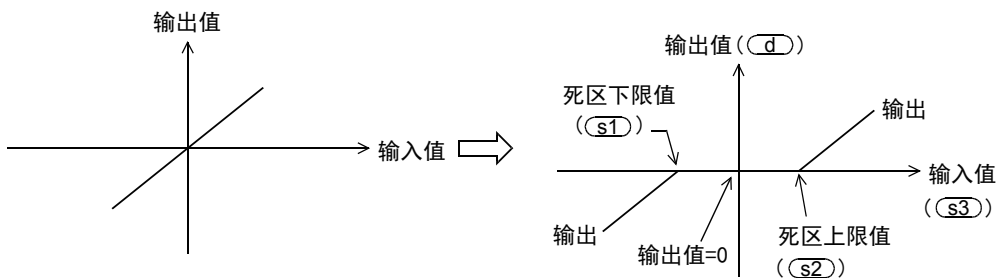 输出值
输入值
输出值(d)
死区下限值
(s1)
输出
输入值
(s3)
输出
输出值=0
死区上限值
(s2)